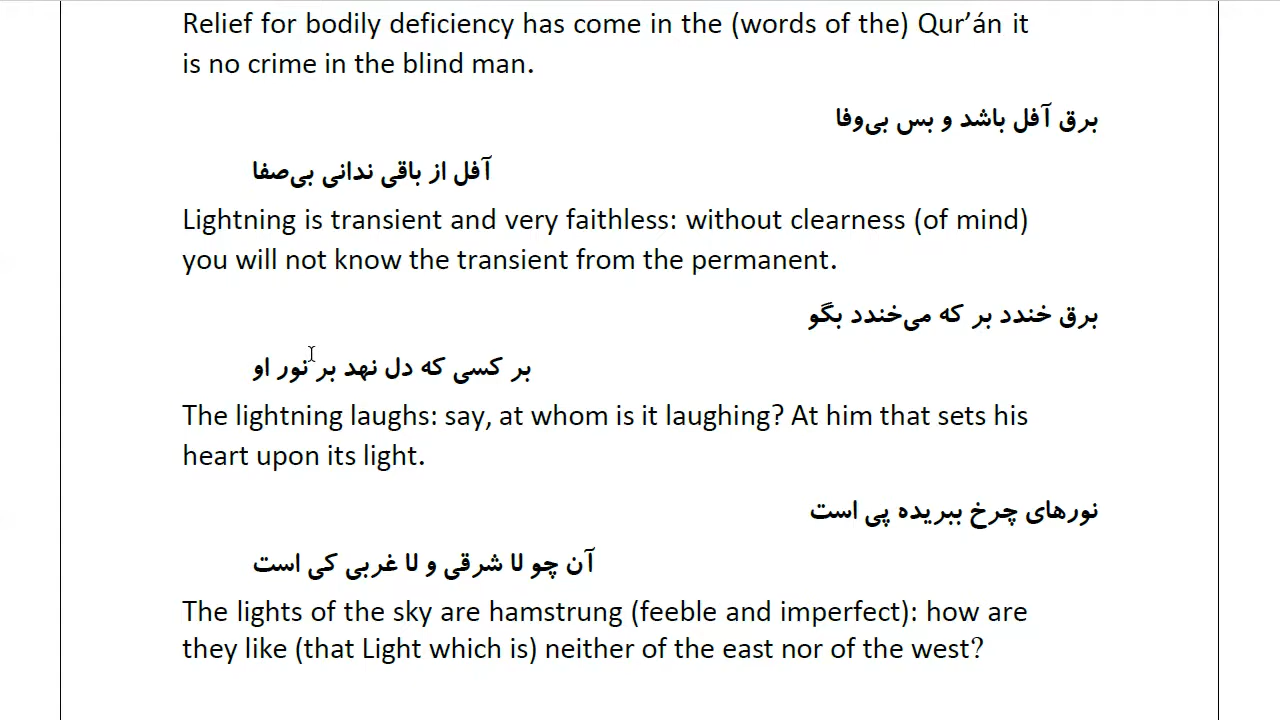 Relief for bodily deficiency has come in the (words of the) Qur’án it
is no crime in the blind man.
برق آفل باشد و بس بی‌وفا
آفل از باقی ندانی بی‌صفا
Lightning is transient and very faithless: without clearness (of mind)
you will not know the transient from the permanent.
برق خندد بر که می‌خندد بگو
بر کسی که دل نهد بر نور او
The lightning laughs: say, at whom is it laughing? At him that sets his
heart upon its light.
نورهای چرخ ببریده پی است
آن چو لا شرقی و لا غربی کی است
The lights of the sky are hamstrung (feeble and imperfect): how are
they like (that Light which is) neither of the east nor of the west?